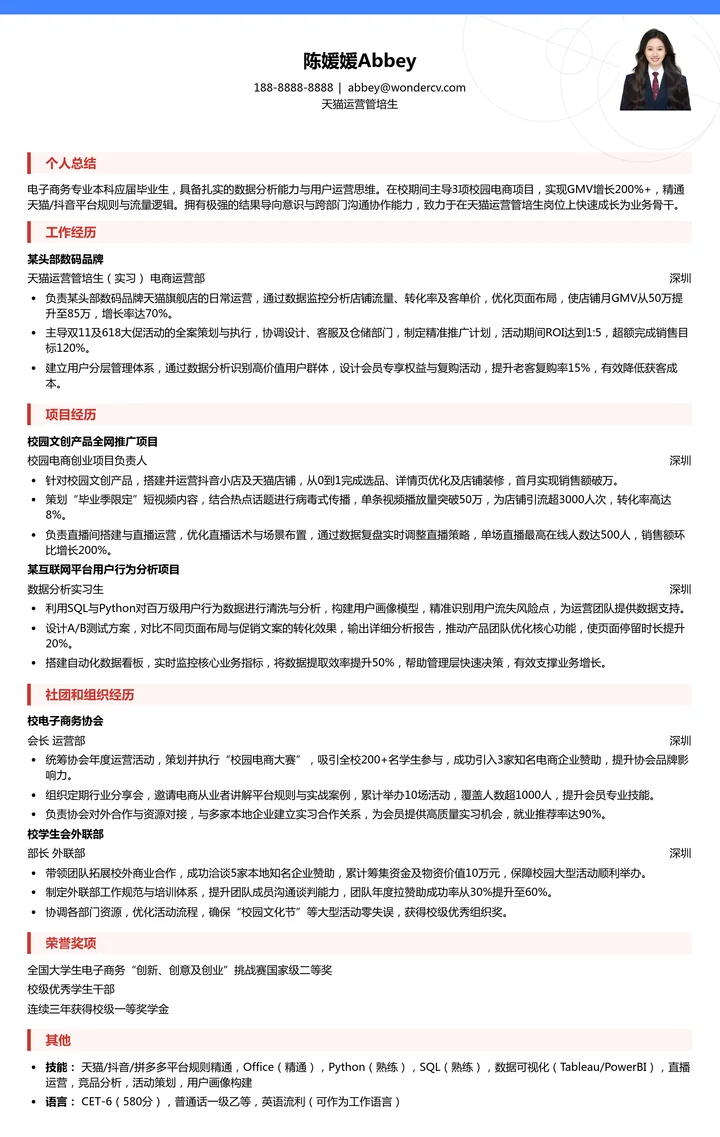 陈媛媛Abbey
188-8888-8888 | abbey@wondercv.com
天猫运营管培生
个人总结
电子商务专业本科应届毕业生，具备扎实的数据分析能力与用户运营思维。在校期间主导3项校园电商项目，实现GMV增长200%+，精通
天猫/抖音平台规则与流量逻辑。拥有极强的结果导向意识与跨部门沟通协作能力，致力于在天猫运营管培生岗位上快速成长为业务骨干。
工作经历
某头部数码品牌
天猫运营管培生（实习） 电商运营部 深圳
• 负责某头部数码品牌天猫旗舰店的日常运营，通过数据监控分析店铺流量、转化率及客单价，优化页面布局，使店铺月GMV从50万提
升至85万，增长率达70%。
• 主导双11及618大促活动的全案策划与执行，协调设计、客服及仓储部门，制定精准推广计划，活动期间ROI达到1:5，超额完成销售目
标120%。
• 建立用户分层管理体系，通过数据分析识别高价值用户群体，设计会员专享权益与复购活动，提升老客复购率15%，有效降低获客成
本。
项目经历
校园文创产品全网推广项目
校园电商创业项目负责人 深圳
• 针对校园文创产品，搭建并运营抖音小店及天猫店铺，从0到1完成选品、详情页优化及店铺装修，首月实现销售额破万。
• 策划“毕业季限定”短视频内容，结合热点话题进行病毒式传播，单条视频播放量突破50万，为店铺引流超3000人次，转化率高达
8%。
• 负责直播间搭建与直播运营，优化直播话术与场景布置，通过数据复盘实时调整直播策略，单场直播最高在线人数达500人，销售额环
比增长200%。
某互联网平台用户行为分析项目
数据分析实习生 深圳
• 利用SQL与Python对百万级用户行为数据进行清洗与分析，构建用户画像模型，精准识别用户流失风险点，为运营团队提供数据支持。
• 设计A/B测试方案，对比不同页面布局与促销文案的转化效果，输出详细分析报告，推动产品团队优化核心功能，使页面停留时长提升
20%。
• 搭建自动化数据看板，实时监控核心业务指标，将数据提取效率提升50%，帮助管理层快速决策，有效支撑业务增长。
社团和组织经历
校电子商务协会
会长 运营部 深圳
• 统筹协会年度运营活动，策划并执行“校园电商大赛”，吸引全校200+名学生参与，成功引入3家知名电商企业赞助，提升协会品牌影
响力。
• 组织定期行业分享会，邀请电商从业者讲解平台规则与实战案例，累计举办10场活动，覆盖人数超1000人，提升会员专业技能。
• 负责协会对外合作与资源对接，与多家本地企业建立实习合作关系，为会员提供高质量实习机会，就业推荐率达90%。
校学生会外联部
部长 外联部 深圳
• 带领团队拓展校外商业合作，成功洽谈5家本地知名企业赞助，累计筹集资金及物资价值10万元，保障校园大型活动顺利举办。
• 制定外联部工作规范与培训体系，提升团队成员沟通谈判能力，团队年度拉赞助成功率从30%提升至60%。
• 协调各部门资源，优化活动流程，确保“校园文化节”等大型活动零失误，获得校级优秀组织奖。
荣誉奖项
全国大学生电子商务“创新、创意及创业”挑战赛国家级二等奖
校级优秀学生干部
连续三年获得校级一等奖学金
其他
• 技能： 天猫/抖音/拼多多平台规则精通，Office（精通），Python（熟练），SQL（熟练），数据可视化（Tableau/PowerBI），直播
运营，竞品分析，活动策划，用户画像构建
• 语言： CET-6（580分），普通话一级乙等，英语流利（可作为工作语言）